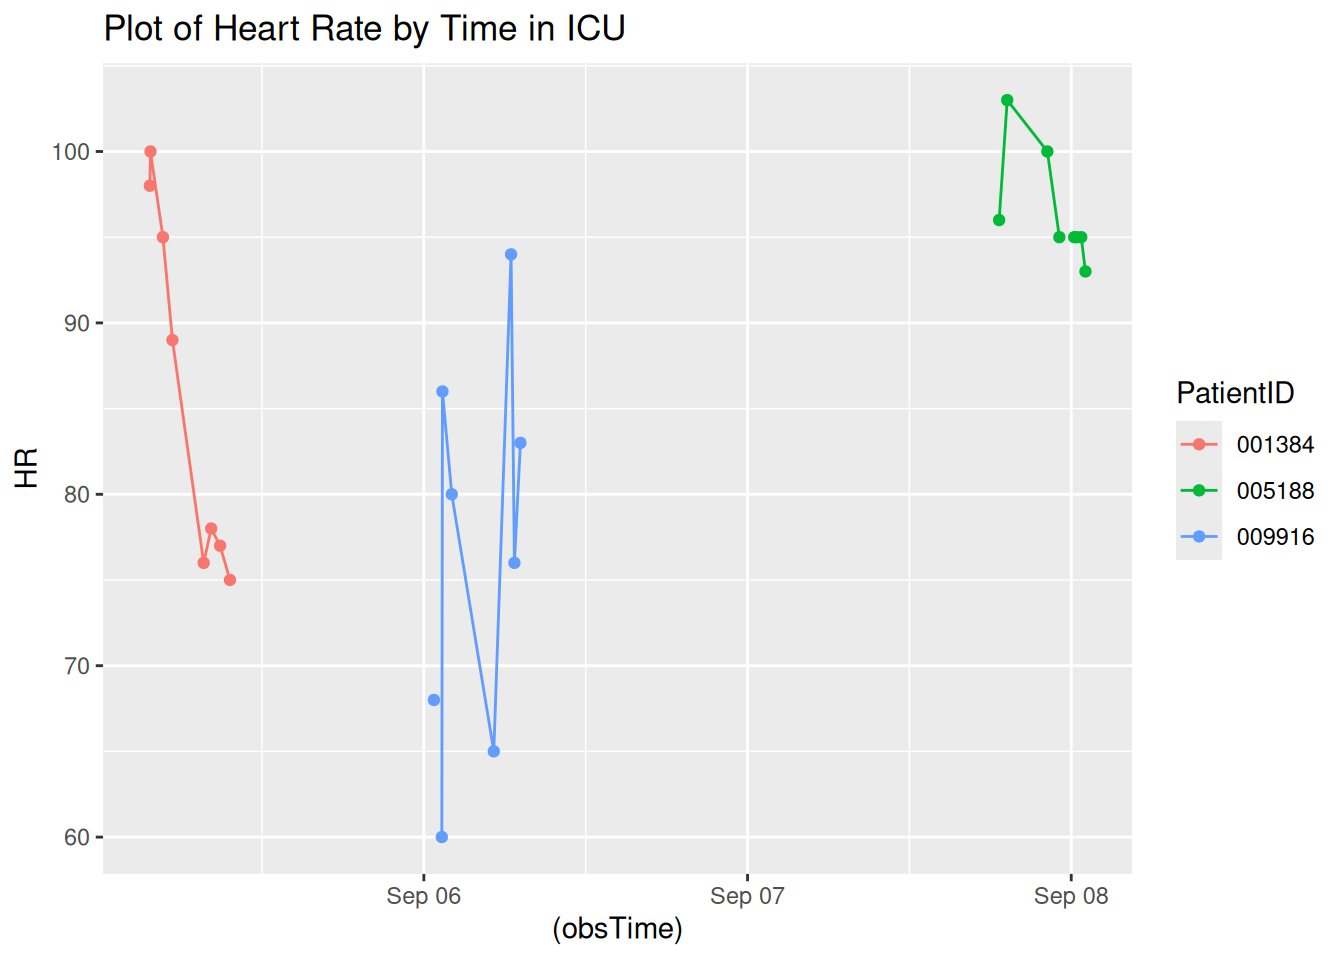 Plot of Heart Rate by Time in ICU
100
90
80
70
60
HR
Sep 06
Sep 07
Sep 08
(obsTime)
PatientID
001384
005188
009916